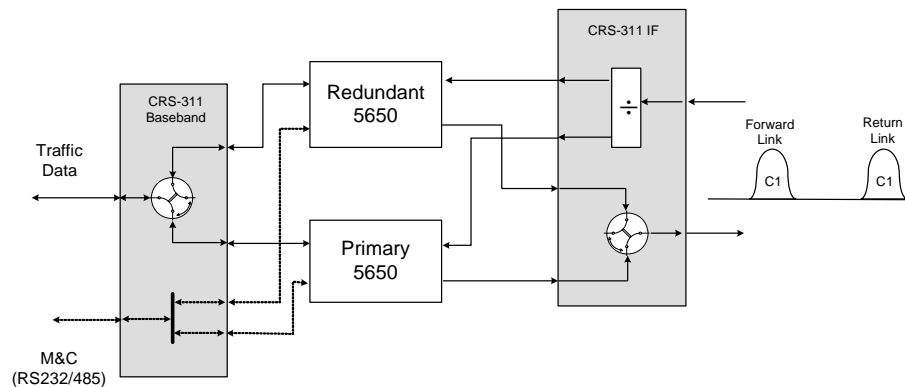 CRS-311 IF
CRS-311
Baseband
Redundant
5650
÷
Forward
Link
Return
Link
C1
C1
Traffic
Data
Primary
5650
M&C
(RS232/485)